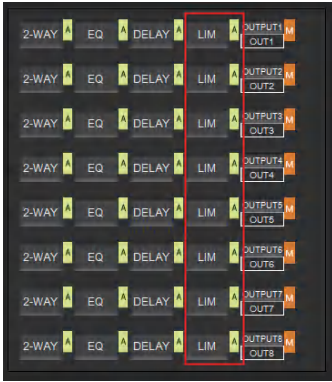 2-WAY A EQ A DELAY A LIM A OUTPUT1 M
OUT1
2-WAY A EQ A DELAY A LIM A OUTPUT2 M
OUT2
2-WAY A EQ A DELAY A LIM A OUTPUT3 M
OUT3
2-WAY A EQ A DELAY A LIM A OUTPUT4 M
OUT4
2-WAY A EQ A DELAY A LIM A OUTPUT5 M
OUT5
2-WAY A EQ A DELAY A LIM A OUTPUT6 M
OUT6
2-WAY A EQ A DELAY A LIM A OUTPUT7 M
OUT7
2-WAY A EQ A DELAY A LIM A OUTPUT8 M
OUT8